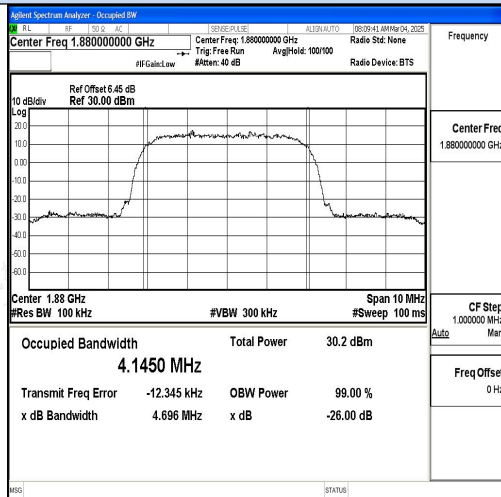 Agilent Spectrum Analyzer - Occupied BW
RL RF 50 Ω AC SENSE:PULSE ALIGN AUTO 08:09:41 AM Mar 04, 2025
Center Freq 1.880000000 GHz
Center Freq: 1.880000000 GHz
Radio Std: None
Trig: Free Run Avg|Hold: 100/100
#IFGain:Low #Atten: 40 dB Radio Device: BTS
Frequency
Ref Offset 6.45 dB
10 dB/div Ref 30.00 dBm
Log
20.0
10.0
0.00
-10.0
-20.0
-30.0
-40.0
-50.0
-60.0
Center Freq
1.880000000 GHz
Center 1.88 GHz Span 10 MHz
#Res BW 100 kHz #VBW 300 kHz #Sweep 100 ms
CF Step
1.000000 MHz
Auto Man
Occupied Bandwidth Total Power 30.2 dBm
4.1450 MHz
Transmit Freq Error -12.345 kHz OBW Power 99.00 %
x dB Bandwidth 4.696 MHz x dB -26.00 dB
Freq Offset
0 Hz
MSG STATUS